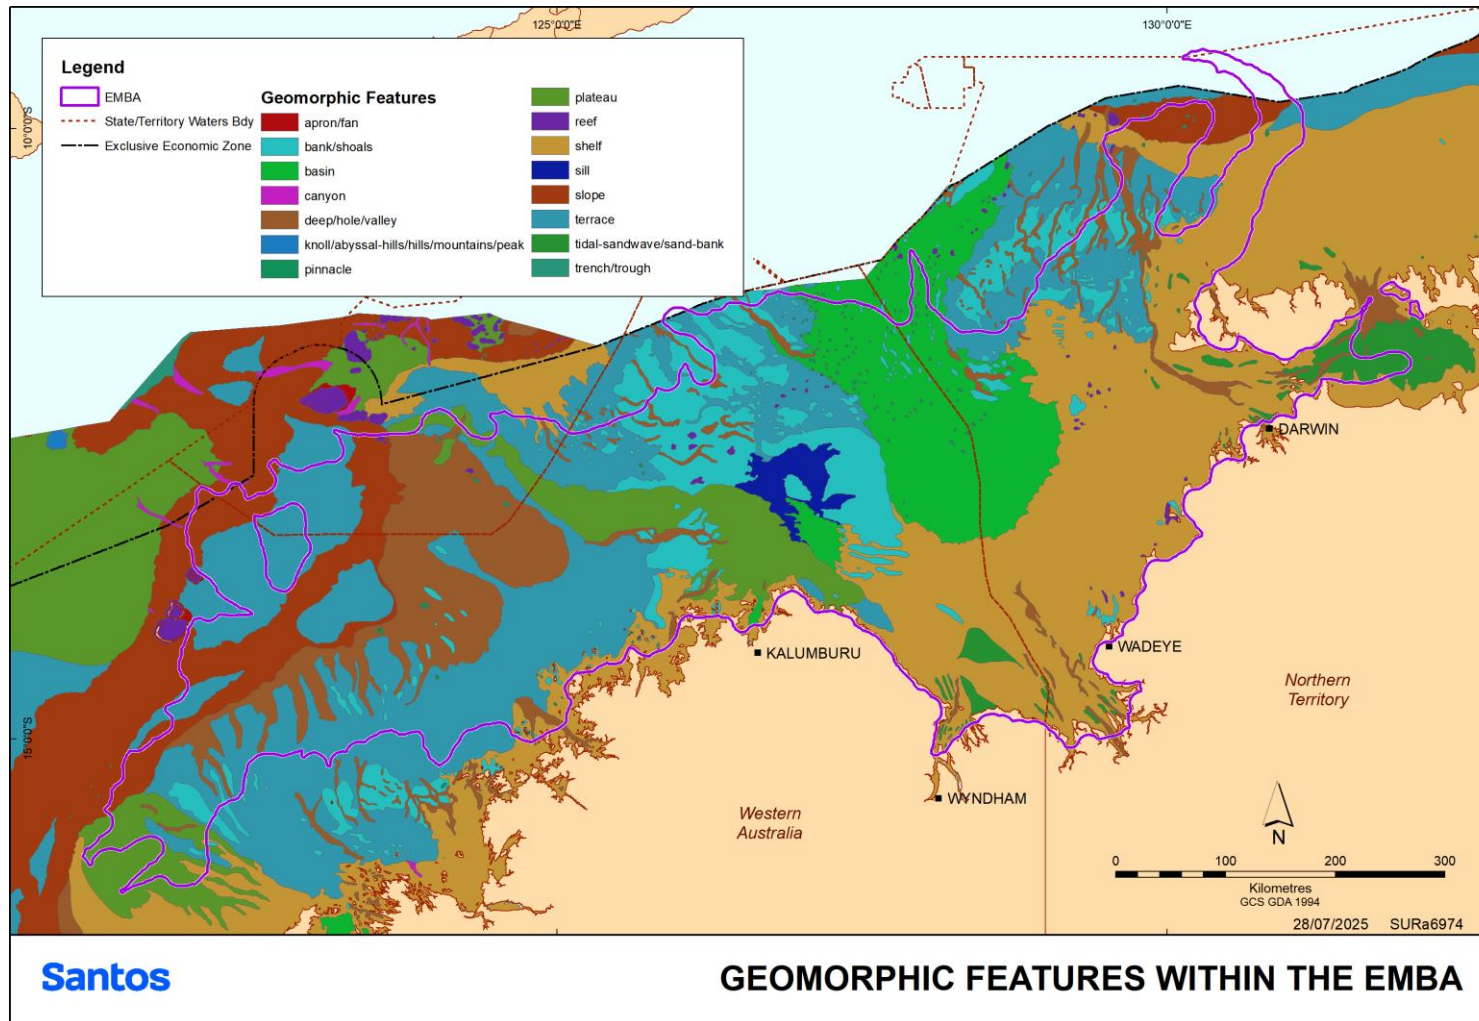 125°0'0"E
130°0'0"E
10°0'0"S
15°0'0"S
Legend
EMBA
State/Territory Waters Bdy
Exclusive Economic Zone
Geomorphic Features
apron/fan
bank/shoals
basin
canyon
deep/hole/valley
knoll/abyssal-hills/hills/mountains/peak
pinnacle
plateau
reef
shelf
sill
slope
terrace
tidal-sandwave/sand-bank
trench/trough
DARWIN
WADEYE
KALUMBURU
WYNDHAM
Northern
Territory
Western
Australia
N
0 100 200 300
Kilometres
GCS GDA 1994
28/07/2025 SURa6974
Santos
GEOMORPHIC FEATURES WITHIN THE EMBA